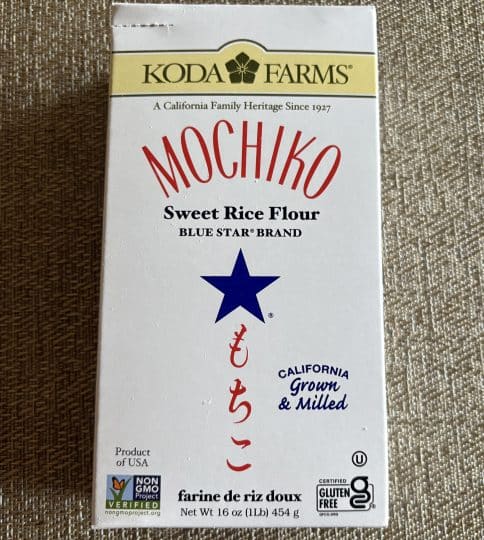 KODA FARMS®
A California Family Heritage Since 1927
MOCHIKO
Sweet Rice Flour
BLUE STAR® BRAND
®
もちこ
CALIFORNIA
Grown
& Milled
Product
of USA
NON
GMO
Project
VERIFIED
nongmoproject.org
farine de riz doux
Net Wt 16 oz (1Lb) 454 g
U
CERTIFIED
GLUTEN
FREE
GFCO.ORG